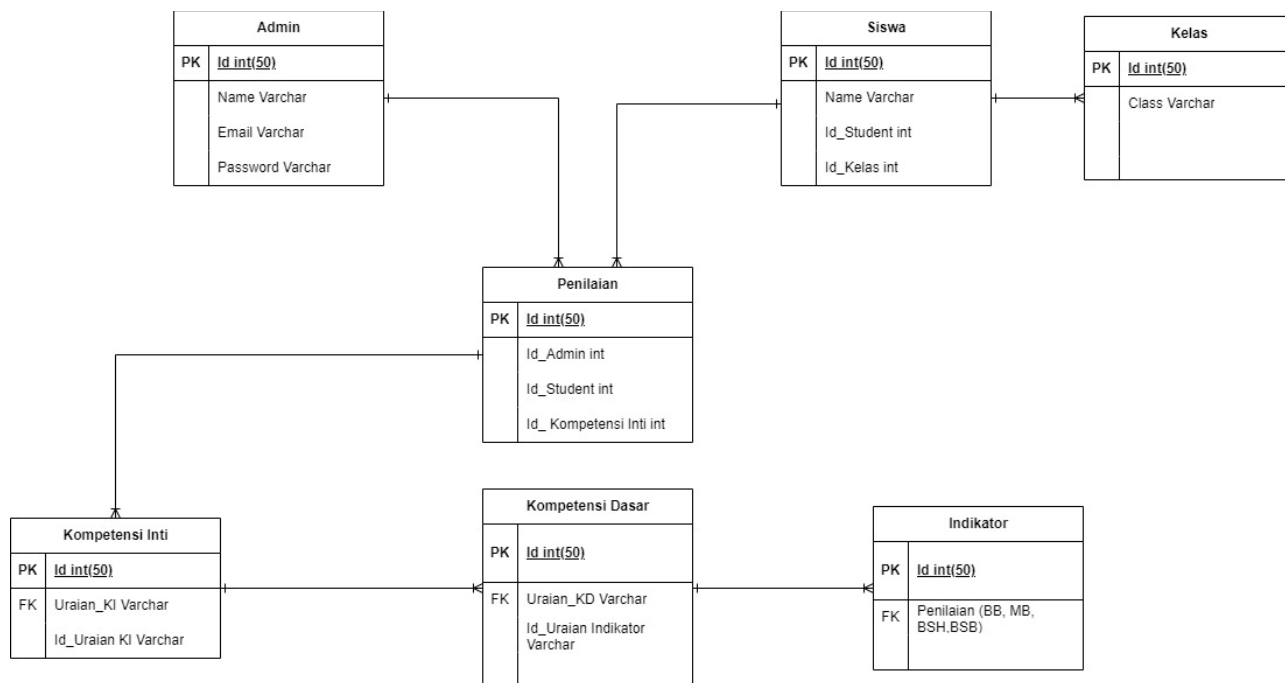 Admin
PK Id int(50)
Name Varchar
Email Varchar
Password Varchar
Siswa
PK Id int(50)
Name Varchar
Id_Student int
Id_Kelas int
Kelas
PK Id int(50)
Class Varchar
Penilaian
PK Id int(50)
Id_Admin int
Id_Student int
Id_ Kompetensi Inti int
Kompetensi Inti
PK Id int(50)
FK Uraian_KI Varchar
Id_Uraian KI Varchar
Kompetensi Dasar
PK Id int(50)
FK Uraian_KD Varchar
Id_Uraian Indikator
Varchar
Indikator
PK Id int(50)
FK Penilaian (BB, MB,
BSH,BSB)